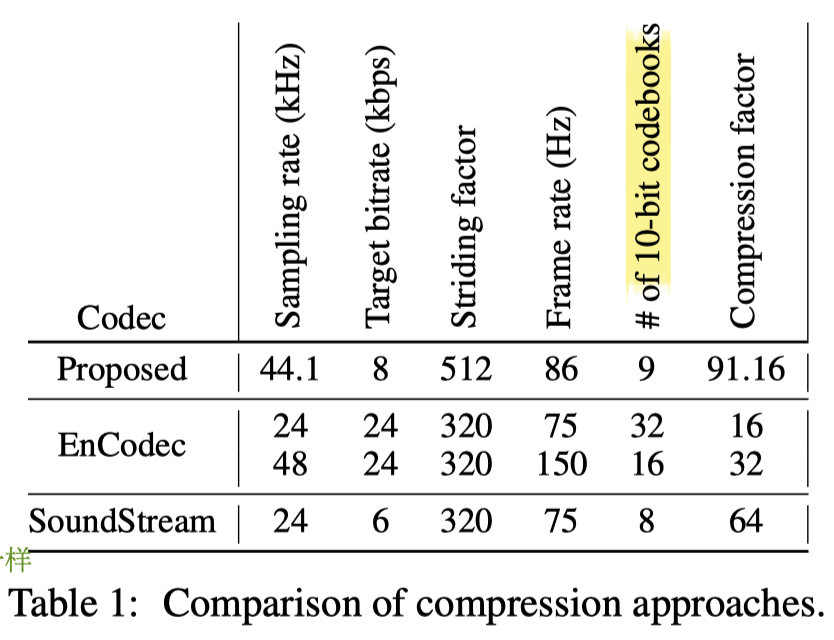 Codec Sampling rate (kHz) Target bitrate (kbps) Striding factor Frame rate (Hz) # of 10-bit codebooks Compression factor
Proposed 44.1 8 512 86 9 91.16
EnCodec
24 24 320 75 32 16
48 24 320 150 16 32
SoundStream 24 6 320 75 8 64
样
Table 1: Comparison of compression approaches.